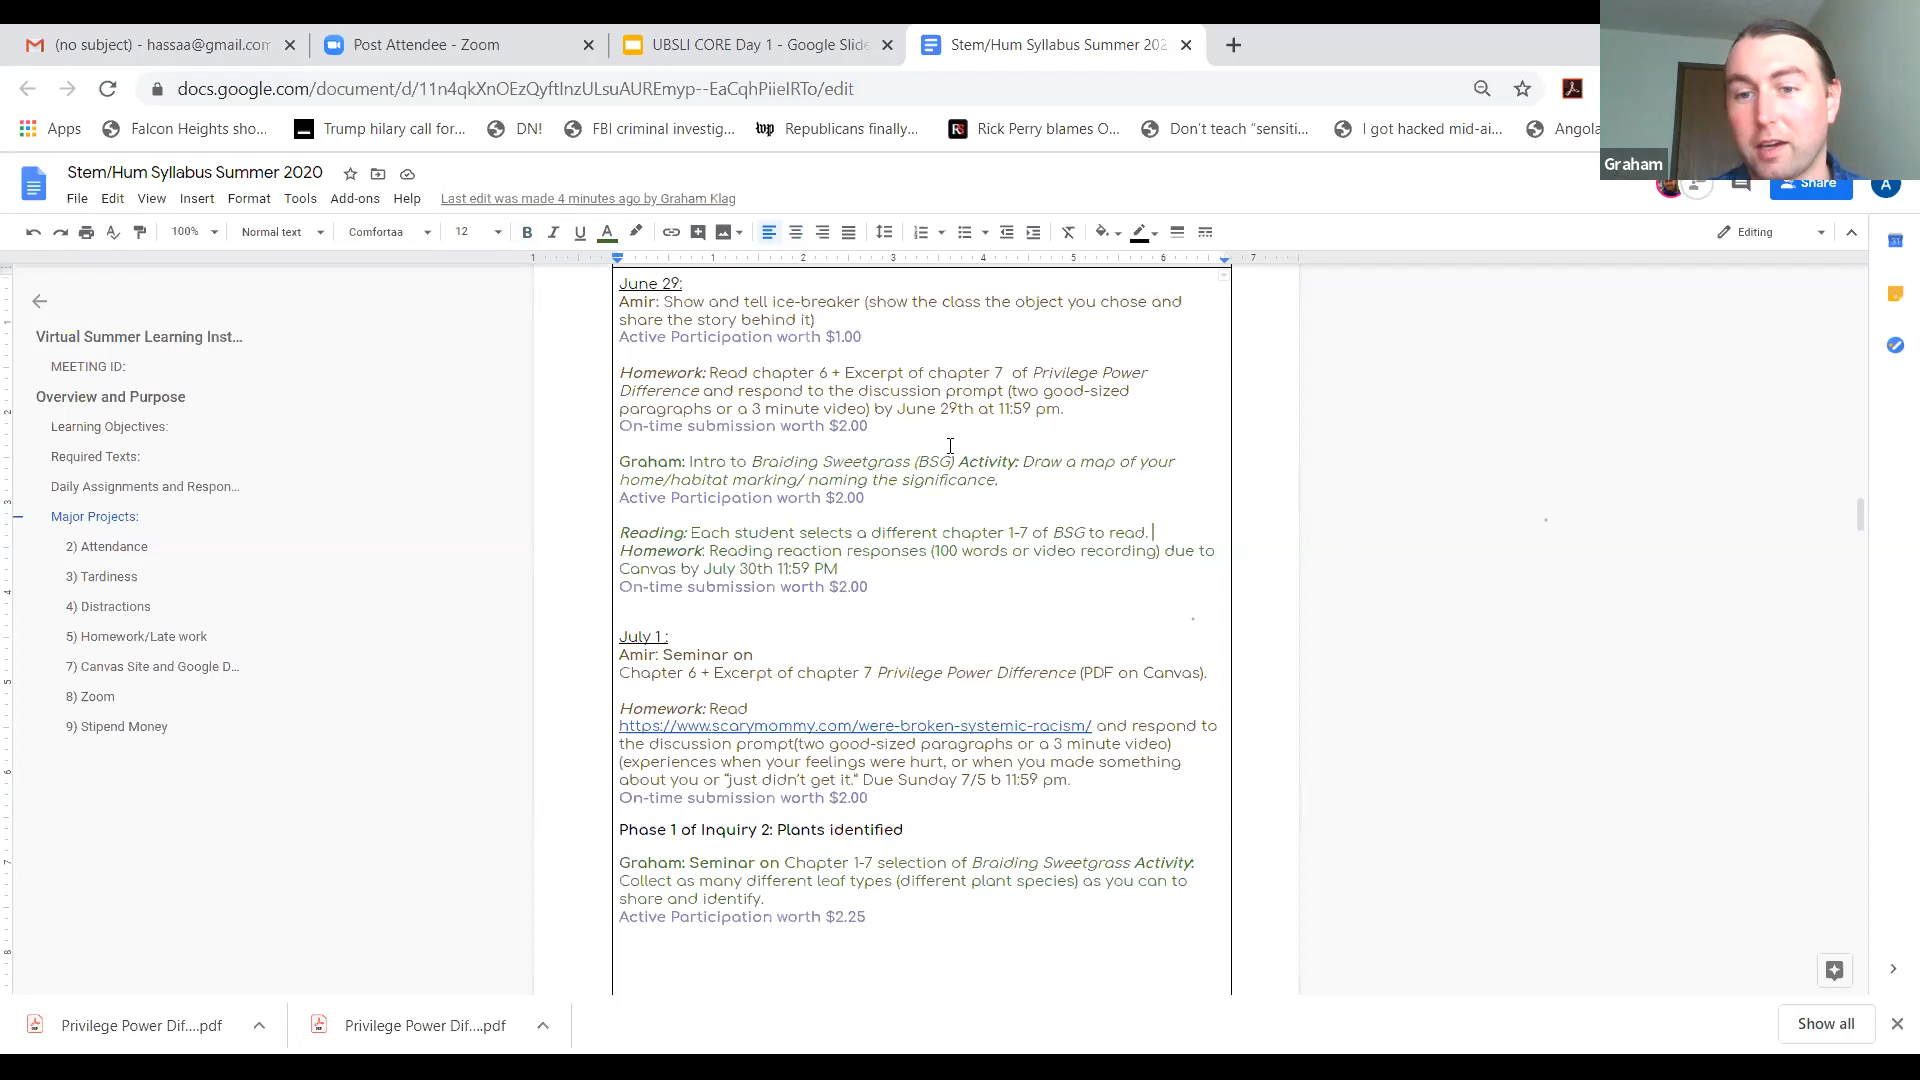 (no subject) - hassaa@gmail.com
Post Attendee - Zoom
UBSLI CORE Day 1 - Google Slide
Stem/Hum Syllabus Summer 202
docs.google.com/document/d/11n4qkXnOEzQyftInzULsuAUREmyp--EaCqhPiieIRTo/edit
Apps
Falcon Heights sho...
Trump hilary call for...
DN!
FBI criminal investig...
wp
Republicans finally...
RS
Rick Perry blames O...
Don't teach "sensiti...
I got hacked mid-ai...
Angola
Graham
Stem/Hum Syllabus Summer 2020
Share
A
File Edit View Insert Format Tools Add-ons Help Last edit was made 4 minutes ago by Graham Klag
100% Normal text Comfortaa 12 B I U A Editing
31
1 1 2 3 4 5 6 7
Virtual Summer Learning Inst...
MEETING ID:
Overview and Purpose
Learning Objectives:
Required Texts:
Daily Assignments and Respon...
Major Projects:
2) Attendance
3) Tardiness
4) Distractions
5) Homework/Late work
7) Canvas Site and Google D...
8) Zoom
9) Stipend Money
1
2
3
4
5
6
7
8
June 29:
Amir: Show and tell ice-breaker (show the class the object you chose and
share the story behind it)
Active Participation worth $1.00
Homework: Read chapter 6 + Excerpt of chapter 7 of Privilege Power
Difference and respond to the discussion prompt (two good-sized
paragraphs or a 3 minute video) by June 29th at 11:59 pm.
On-time submission worth $2.00
Graham: Intro to Braiding Sweetgrass (BSG) Activity: Draw a map of your
home/habitat marking/ naming the significance.
Active Participation worth $2.00
Reading: Each student selects a different chapter 1-7 of BSG to read.
Homework: Reading reaction responses (100 words or video recording) due to
Canvas by July 30th 11:59 PM
On-time submission worth $2.00
July 1 :
Amir: Seminar on
Chapter 6 + Excerpt of chapter 7 Privilege Power Difference (PDF on Canvas).
Homework: Read
https://www.scarymommy.com/were-broken-systemic-racism/ and respond to
the discussion prompt(two good-sized paragraphs or a 3 minute video)
(experiences when your feelings were hurt, or when you made something
about you or "just didn't get it." Due Sunday 7/5 b 11:59 pm.
On-time submission worth $2.00
Phase 1 of Inquiry 2: Plants identified
Graham: Seminar on Chapter 1-7 selection of Braiding Sweetgrass Activity:
Collect as many different leaf types (different plant species) as you can to
share and identify.
Active Participation worth $2.25
Privilege Power Dif....pdf
Privilege Power Dif....pdf
Show all